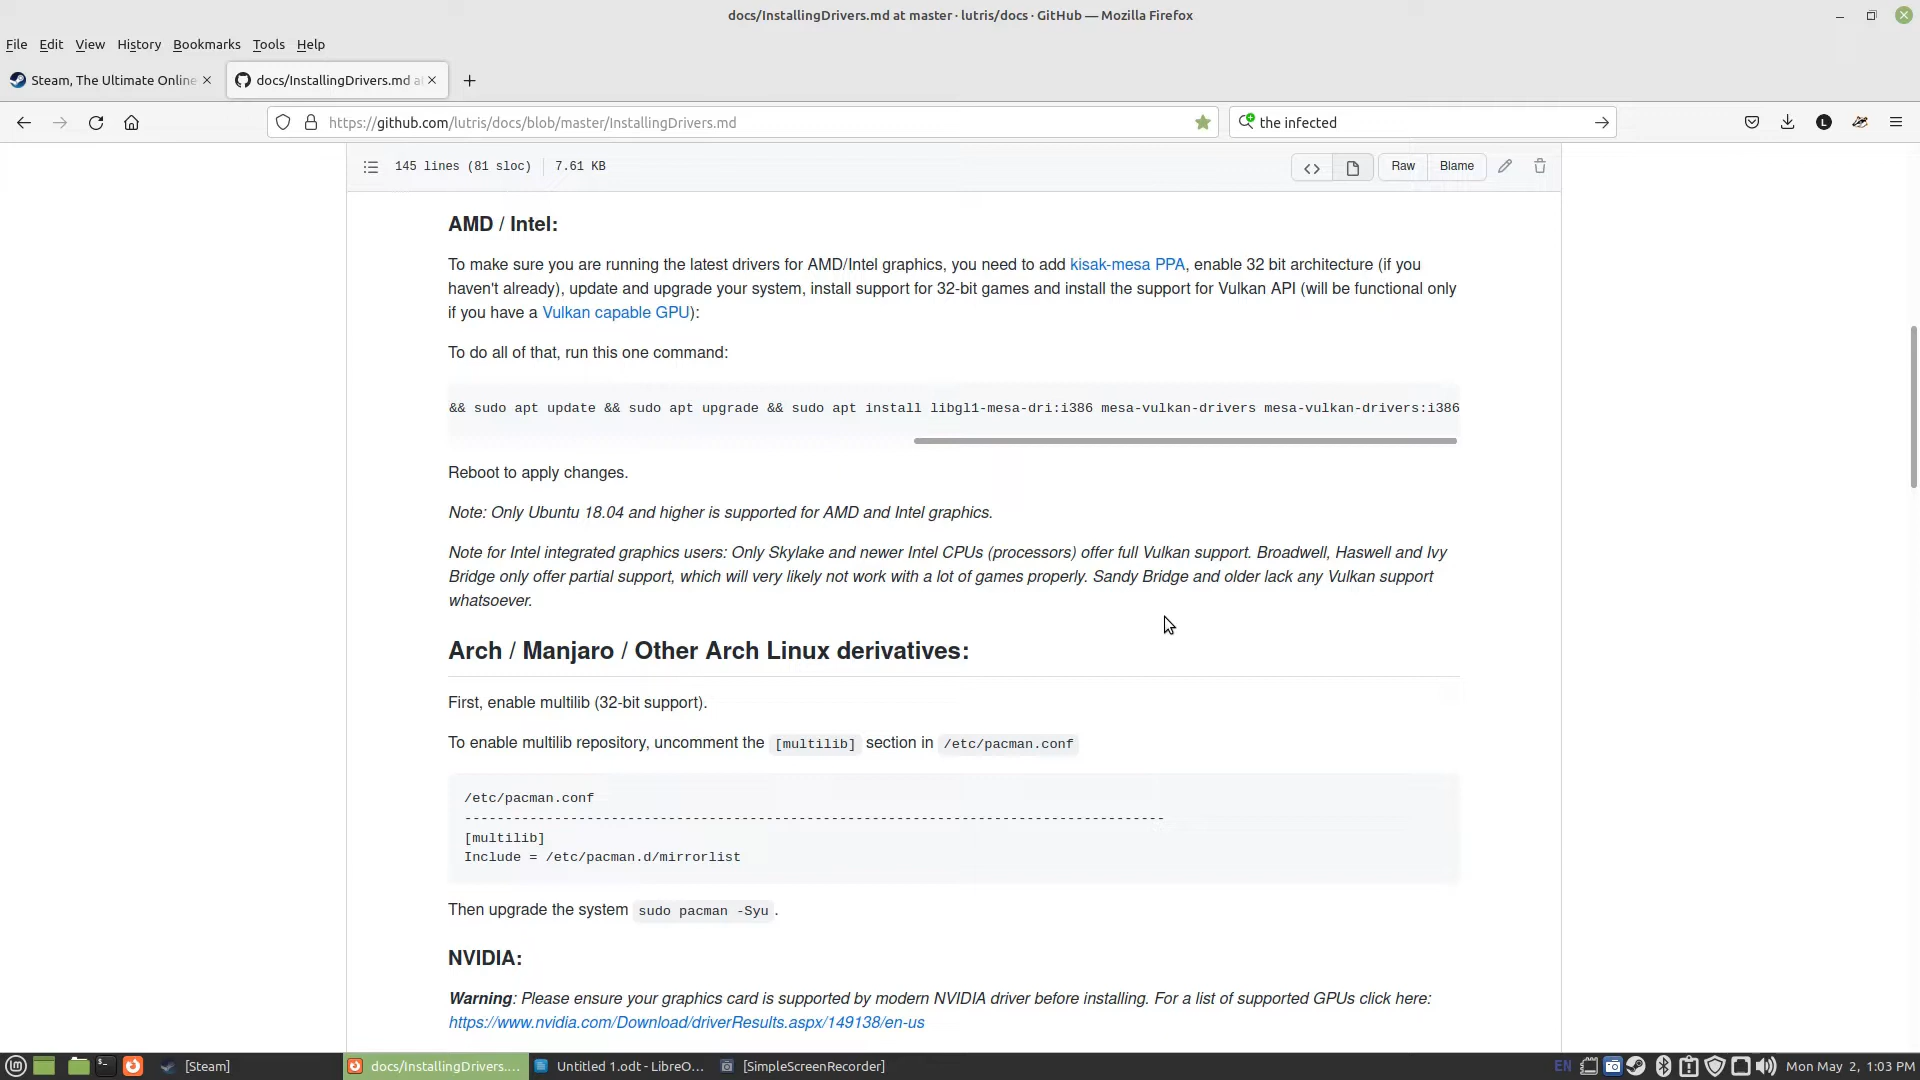 docs/InstallingDrivers.md at master · lutris/docs · GitHub — Mozilla Firefox
File Edit View History Bookmarks Tools Help
Steam, The Ultimate Online
docs/InstallingDrivers.md a
https://github.com/lutris/docs/blob/master/InstallingDrivers.md
the infected
145 lines (81 sloc) 7.61 KB
Raw Blame
AMD / Intel:
To make sure you are running the latest drivers for AMD/Intel graphics, you need to add kisak-mesa PPA, enable 32 bit architecture (if you
haven't already), update and upgrade your system, install support for 32-bit games and install the support for Vulkan API (will be functional only
if you have a Vulkan capable GPU):
To do all of that, run this one command:
&& sudo apt update && sudo apt upgrade && sudo apt install libgl1-mesa-dri:i386 mesa-vulkan-drivers mesa-vulkan-drivers:i386
Reboot to apply changes.
Note: Only Ubuntu 18.04 and higher is supported for AMD and Intel graphics.
Note for Intel integrated graphics users: Only Skylake and newer Intel CPUs (processors) offer full Vulkan support. Broadwell, Haswell and Ivy
Bridge only offer partial support, which will very likely not work with a lot of games properly. Sandy Bridge and older lack any Vulkan support
whatsoever.
Arch / Manjaro / Other Arch Linux derivatives:
First, enable multilib (32-bit support).
To enable multilib repository, uncomment the [multilib] section in /etc/pacman.conf
/etc/pacman.conf
--------------------------------------------------------------------------------------
[multilib]
Include = /etc/pacman.d/mirrorlist
Then upgrade the system sudo pacman -Syu.
NVIDIA:
Warning: Please ensure your graphics card is supported by modern NVIDIA driver before installing. For a list of supported GPUs click here:
https://www.nvidia.com/Download/driverResults.aspx/149138/en-us
[Steam]
docs/InstallingDrivers....
Untitled 1.odt - LibreO...
[SimpleScreenRecorder]
EN
Mon May 2, 1:03 PM